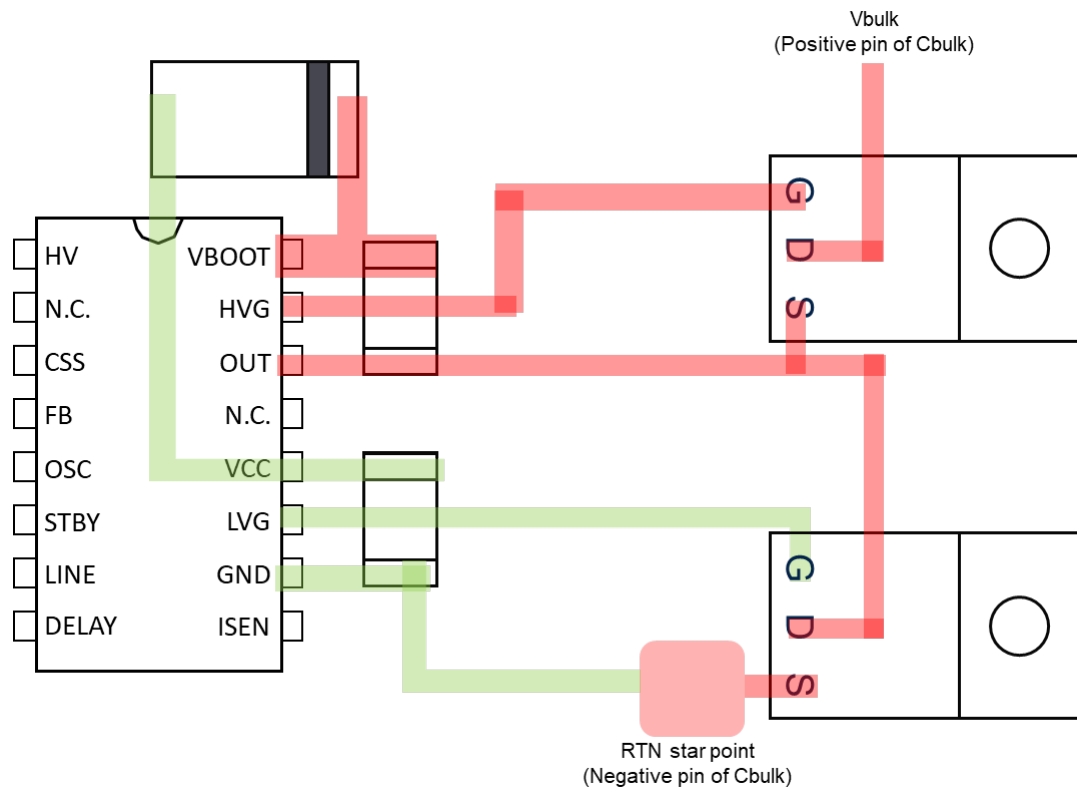 Vbulk
(Positive pin of Cbulk)
HV
VBOOT
N.C.
HVG
CSS
OUT
FB
N.C.
OSC
VCC
STBY
LVG
LINE
GND
DELAY
ISEN
G
D
S
G
D
S
RTN star point
(Negative pin of Cbulk)